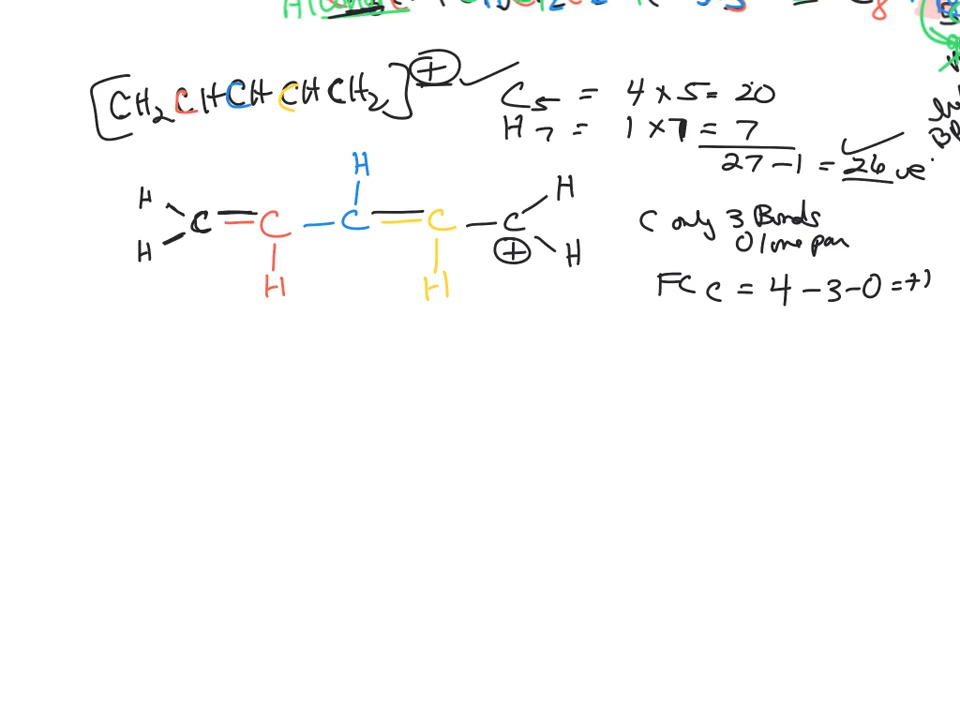 [CH2CHCHCHCH2]+ ✓
C5 = 4 x 5 = 20
H7 = 1 x 7 = 7
27 - 1 = 26 ve ✓
H
H H
C = C - C = C - C
H + H
H H
C only 3 Bonds
0 lone pair
FC C = 4 - 3 - 0 = +1